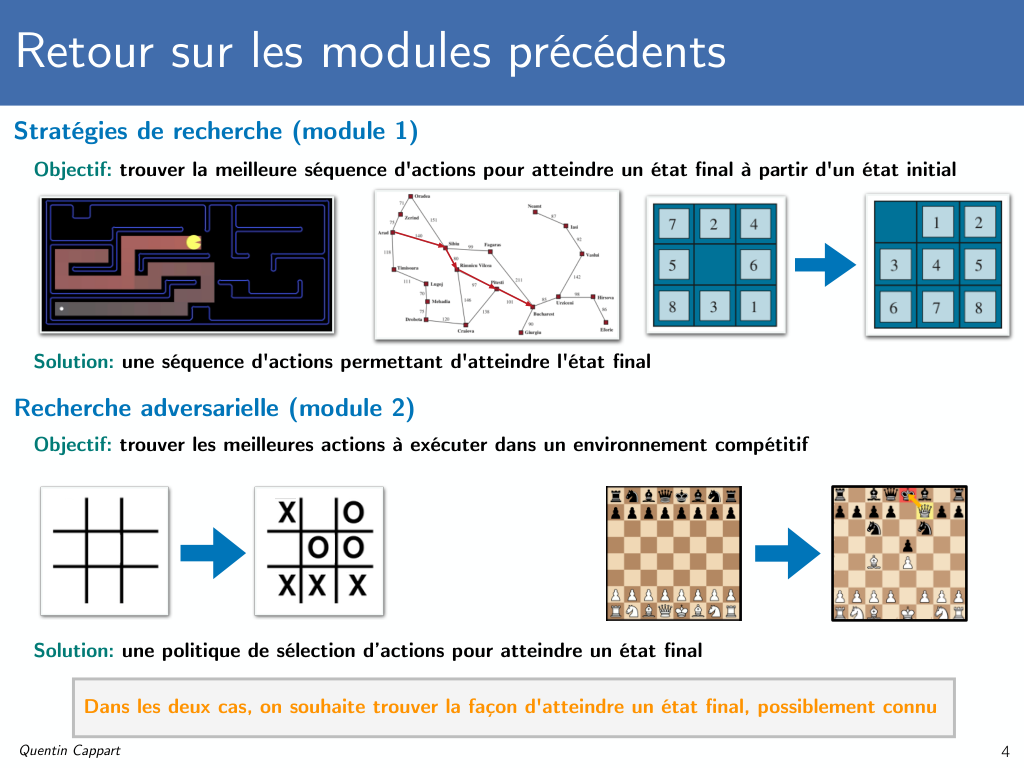 Retour sur les modules précédents
Stratégies de recherche (module 1)
Objectif: trouver la meilleure séquence d'actions pour atteindre un état final à partir d'un état initial
Oradea
Neamt
71
Zerind
87
151
75
Iasi
Arad
140
92
Sibiu
Fagaras
99
118
Vaslui
80
Timisoara
Rimnicu Vilcea
111
Lugoj
97
Pitesti
211
142
70
98
Hirsova
Mehadia
146
101
85
Urziceni
75
138
86
Bucharest
Drobeta
120
90
Craiova
Giurgiu
Eforie
7 2 4
5 6
8 3 1
1 2
3 4 5
6 7 8
Solution: une séquence d'actions permettant d'atteindre l'état final
Recherche adversarielle (module 2)
Objectif: trouver les meilleures actions à exécuter dans un environnement compétitif
X O
O O
X X X
Solution: une politique de sélection d'actions pour atteindre un état final
Dans les deux cas, on souhaite trouver la façon d'atteindre un état final, possiblement connu
Quentin Cappart
4